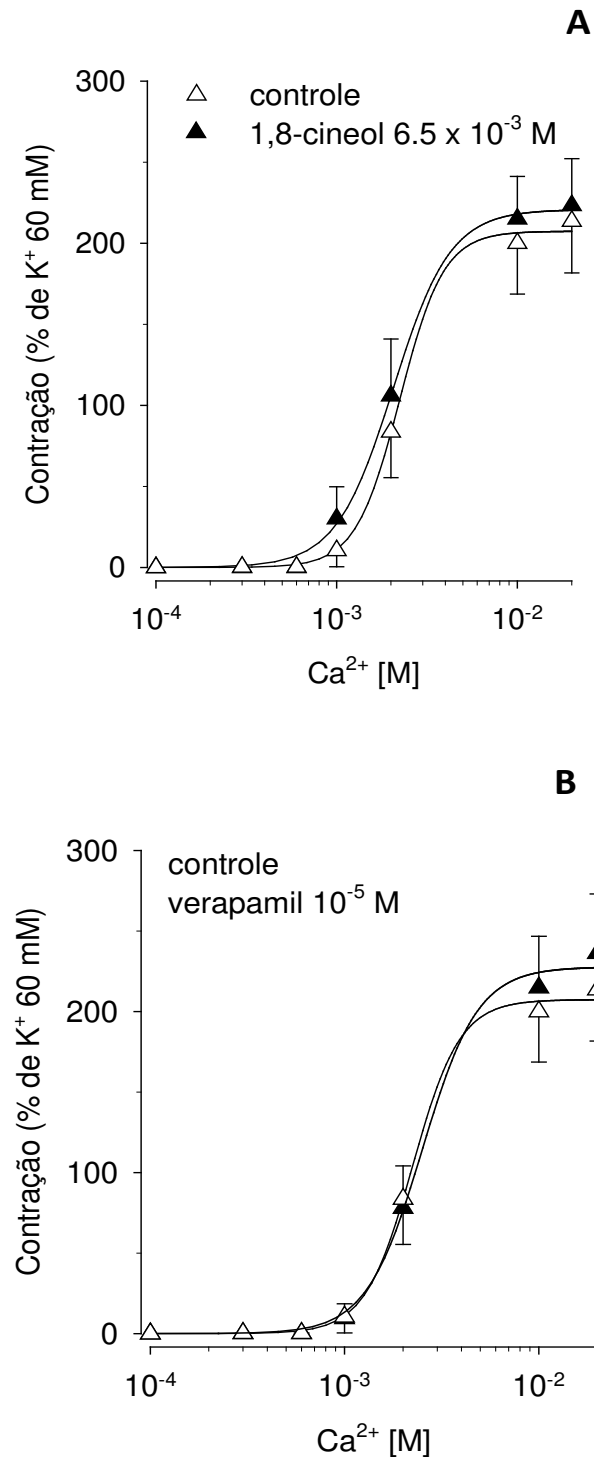 A
300
controle
1,8-cineol 6.5 x 10⁻³ M
200
100
0
Contração (% de K⁺ 60 mM)
10⁻⁴ 10⁻³ 10⁻²
Ca²⁺ [M]
B
300
controle
verapamil 10⁻⁵ M
200
100
0
Contração (% de K⁺ 60 mM)
10⁻⁴ 10⁻³ 10⁻²
Ca²⁺ [M]